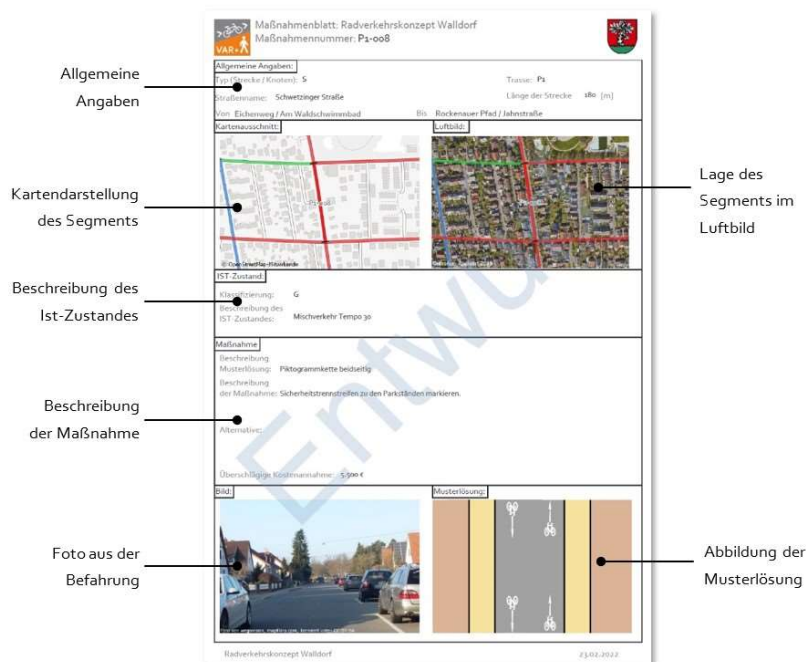 Maßnahmenblatt: Radverkehrskonzept Walldorf
Maßnahmennummer: P1-008
VAR+
Allgemeine Angaben:
Typ (Strecke / Knoten): S
Trasse: P1
Straßenname: Schwetzinger Straße
Länge der Strecke 180 [m]
Von Eichenweg / Am Waldschwimmbad
Bis Rockenauer Pfad / Jahnstraße
Kartenausschnitt:
Luftbild:
© OpenStreetMap-Mitwirkende
IST-Zustand:
Klassifizierung: G
Beschreibung des
IST-Zustandes: Mischverkehr Tempo 30
Maßnahme
Beschreibung
Musterlösung: Piktogrammkette beidseitig
Beschreibung
der Maßnahme: Sicherheitstrennstreifen zu den Parkständen markieren.
Alternative:
Überschlägige Kostenannahme: 5.500 €
Bild:
Musterlösung:
Radverkehrskonzept Walldorf
23.02.2022
Entwu
Allgemeine
Angaben
Kartendarstellung
des Segments
Beschreibung des
Ist-Zustandes
Beschreibung
der Maßnahme
Foto aus der
Befahrung
Lage des
Segments im
Luftbild
Abbildung der
Musterlösung